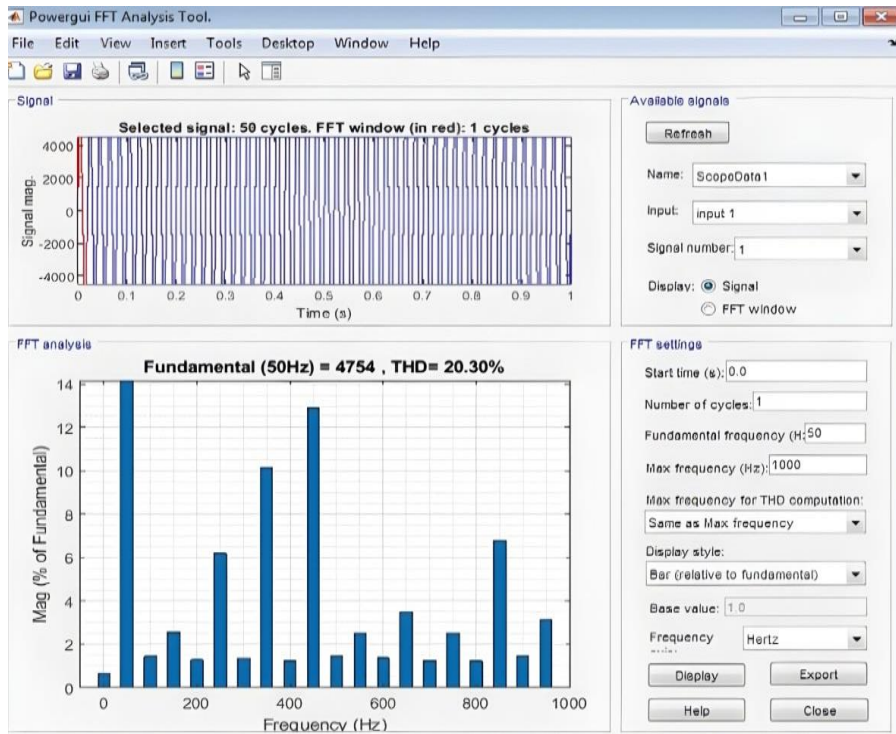 Powergui FFT Analysis Tool.
File Edit View Insert Tools Desktop Window Help
Signal
Selected signal: 50 cycles. FFT window (in red): 1 cycles
4000
2000
0
-2000
-4000
Signal mag.
0 0.1 0.2 0.3 0.4 0.5 0.6 0.7 0.8 0.9 1
Time (s)
FFT analysis
Fundamental (50Hz) = 4754 , THD= 20.30%
14
12
10
8
6
4
2
0
Mag (% of Fundamental)
0 200 400 600 800 1000
Frequency (Hz)
Available signals
Refresh
Name: ScopeData1
Input: input 1
Signal number: 1
Display: Signal
FFT window
FFT settings
Start time (s): 0.0
Number of cycles: 1
Fundamental frequency (H: 50
Max frequency (Hz): 1000
Max frequency for THD computation:
Same as Max frequency
Display style:
Bar (relative to fundamental)
Base value: 1.0
Frequency
Hertz
Display Export
Help Close